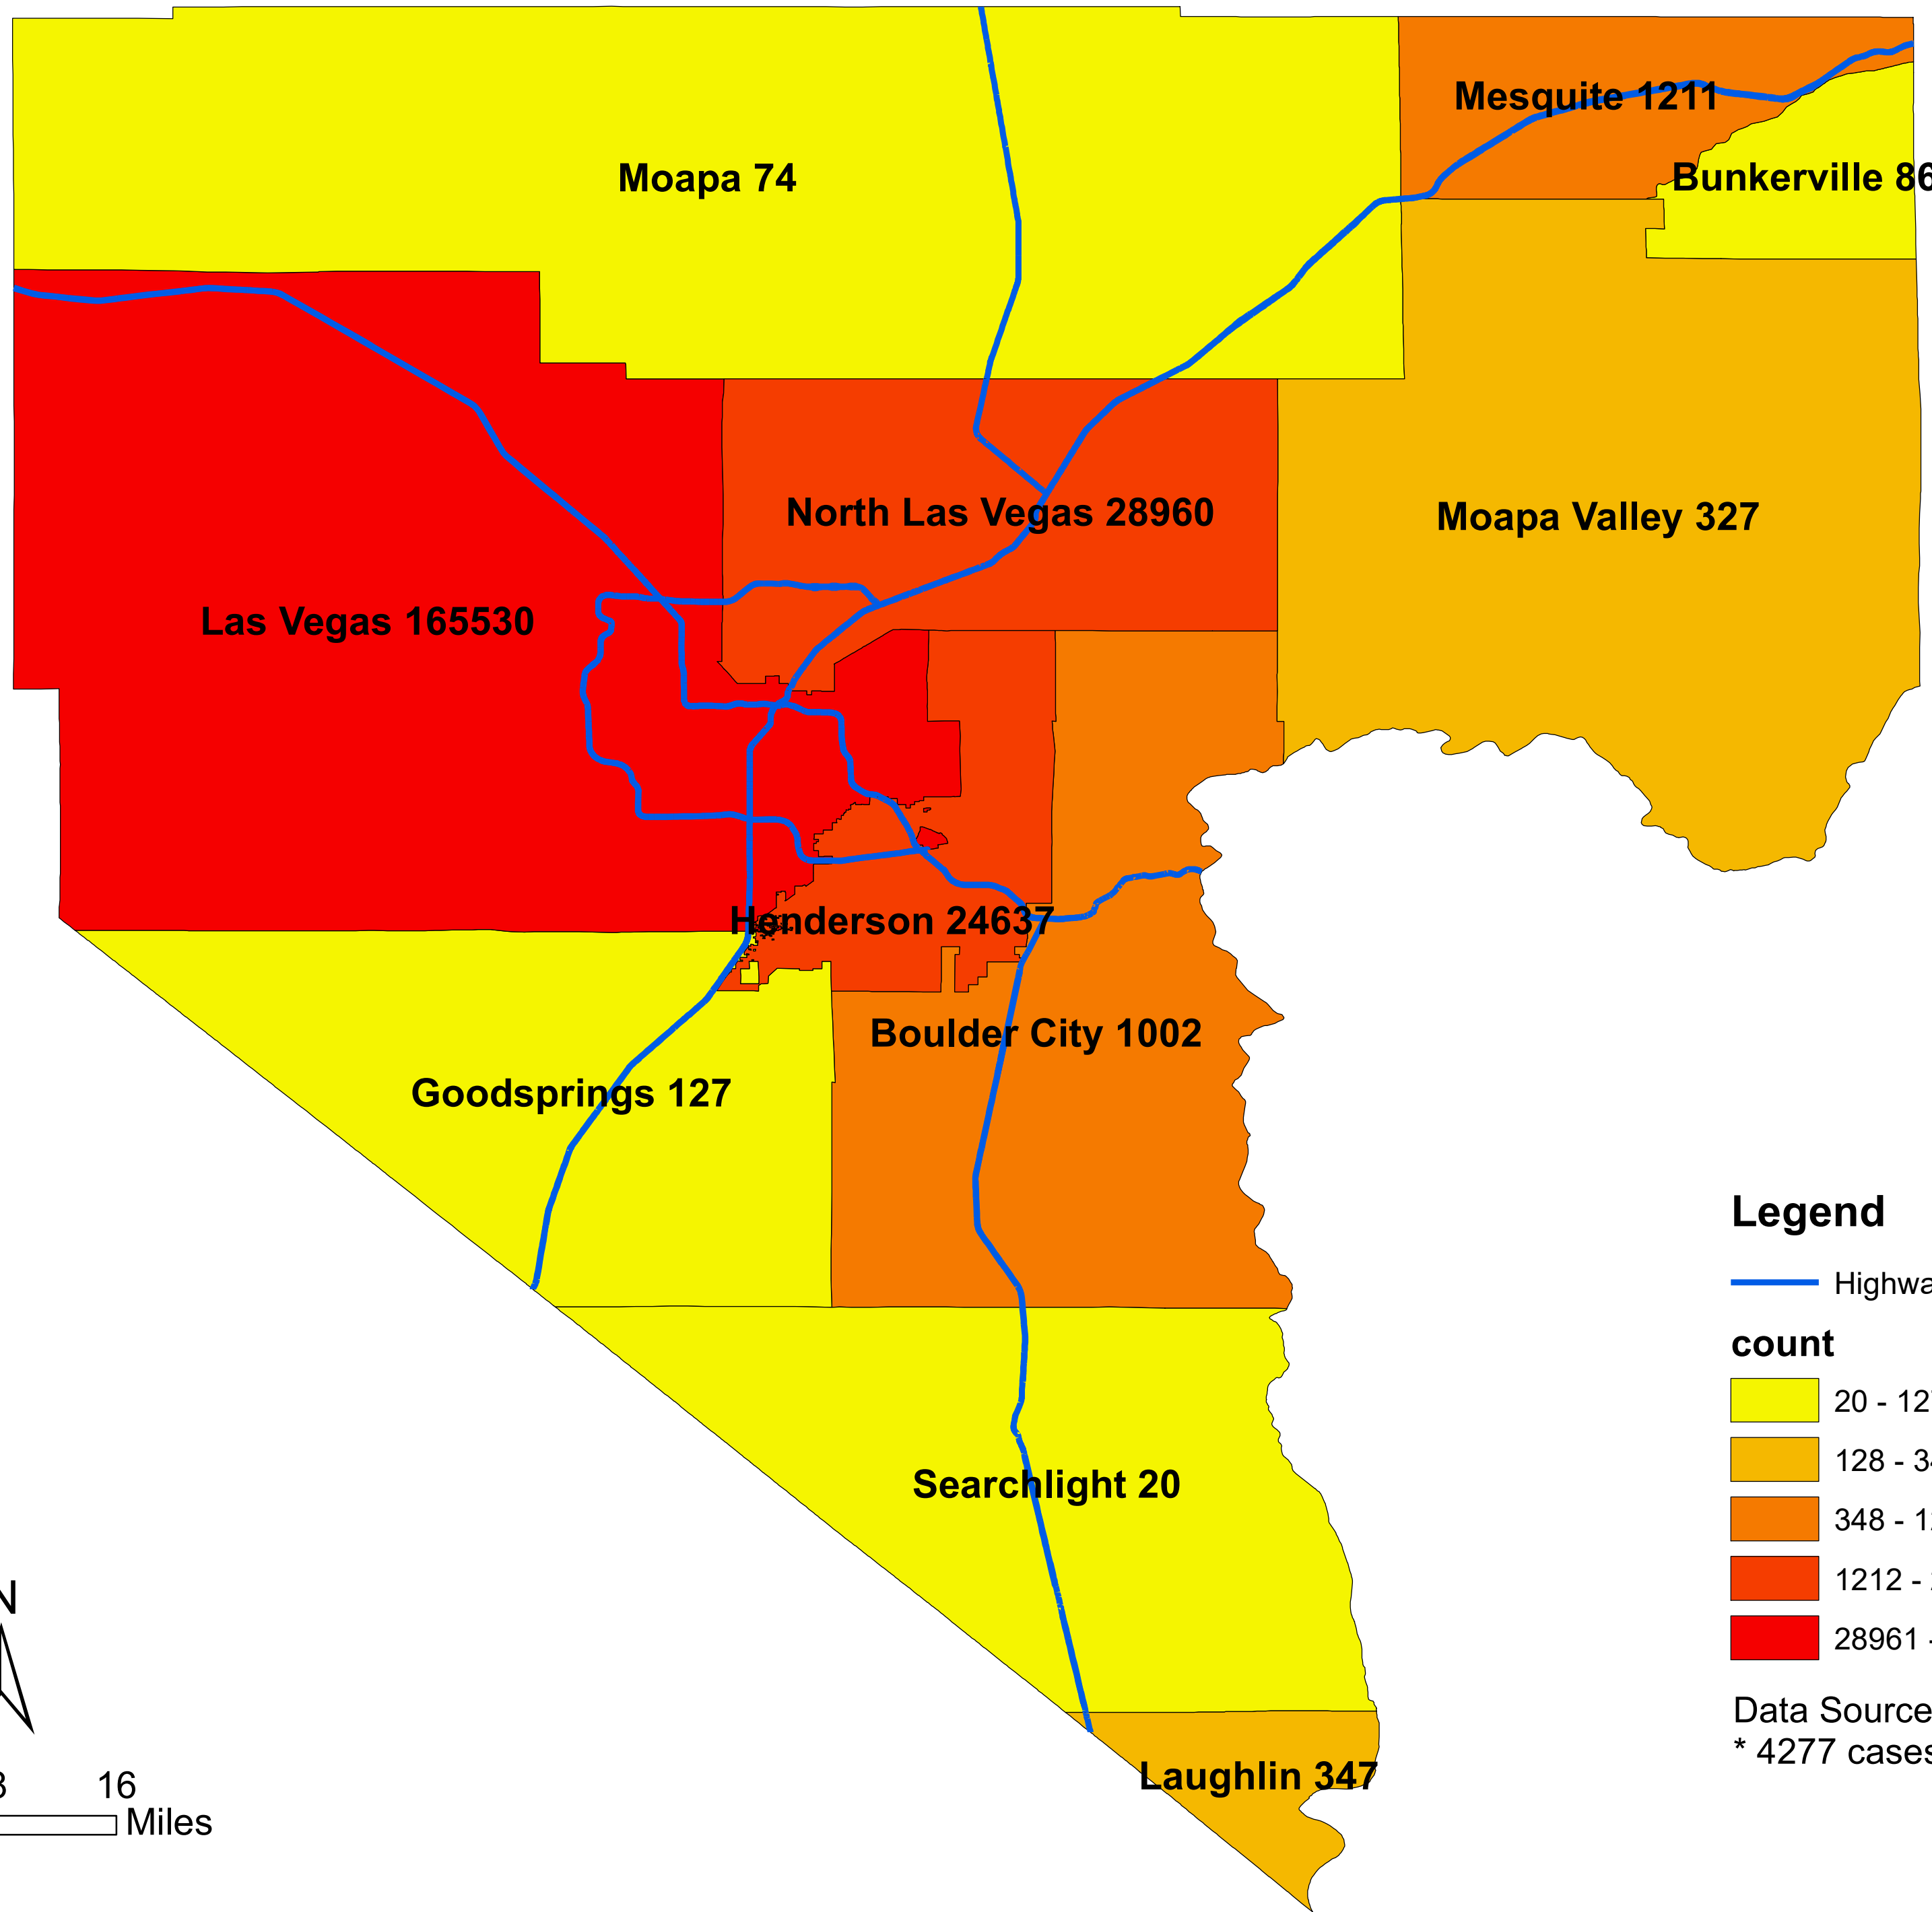 Mesquite 1211
Moapa 74
Bunkerville 86
North Las Vegas 28960
Moapa Valley 327
Las Vegas 165530
Henderson 24637
Boulder City 1002
Goodsprings 127
Searchlight 20
Laughlin 347
Legend
count
20 - 12
128 - 3
348 - 1
1212 -
28961 -
Data Source
* 4277 cases
N
16
Miles